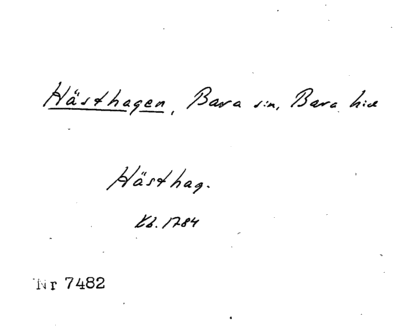 Hästhagen, Bara sn, Bara hd
Hästhag.
Kb. 1784
Nr 7482